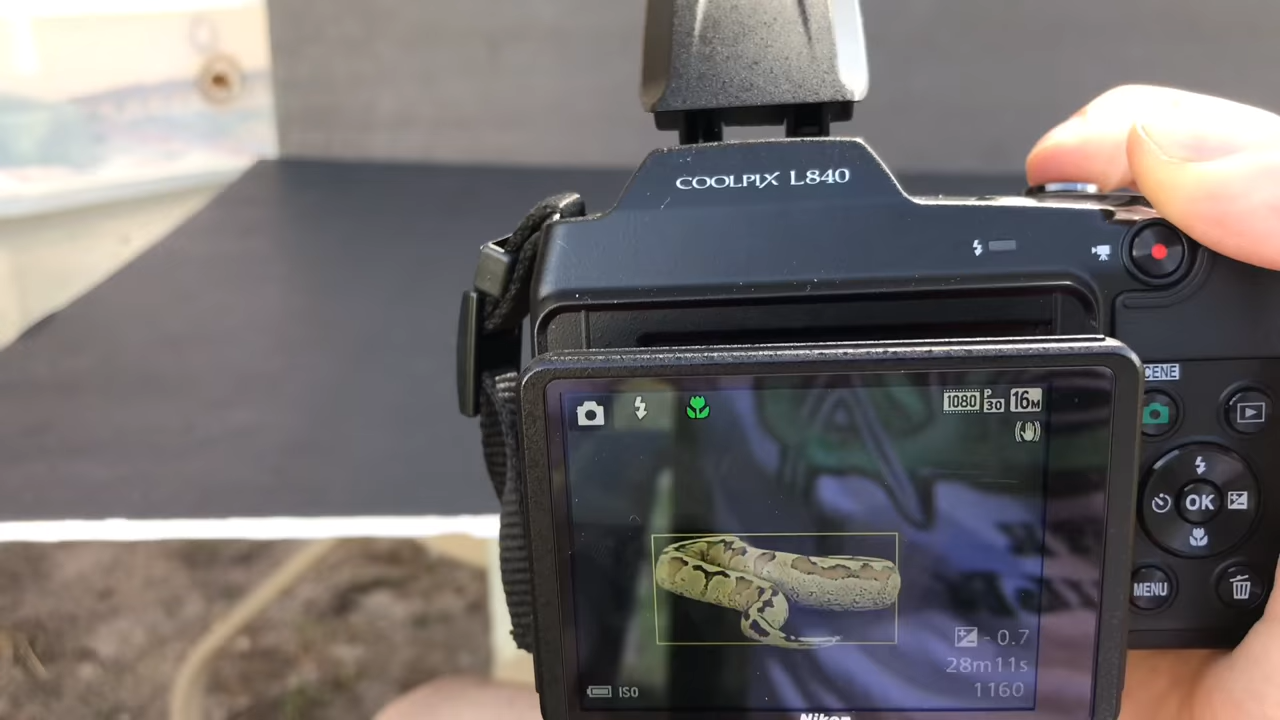 COOLPIX L840
SCENE
1080 P 30 16M
OK
MENU
- 0.7
28m11s
1160
ISO
Nikon